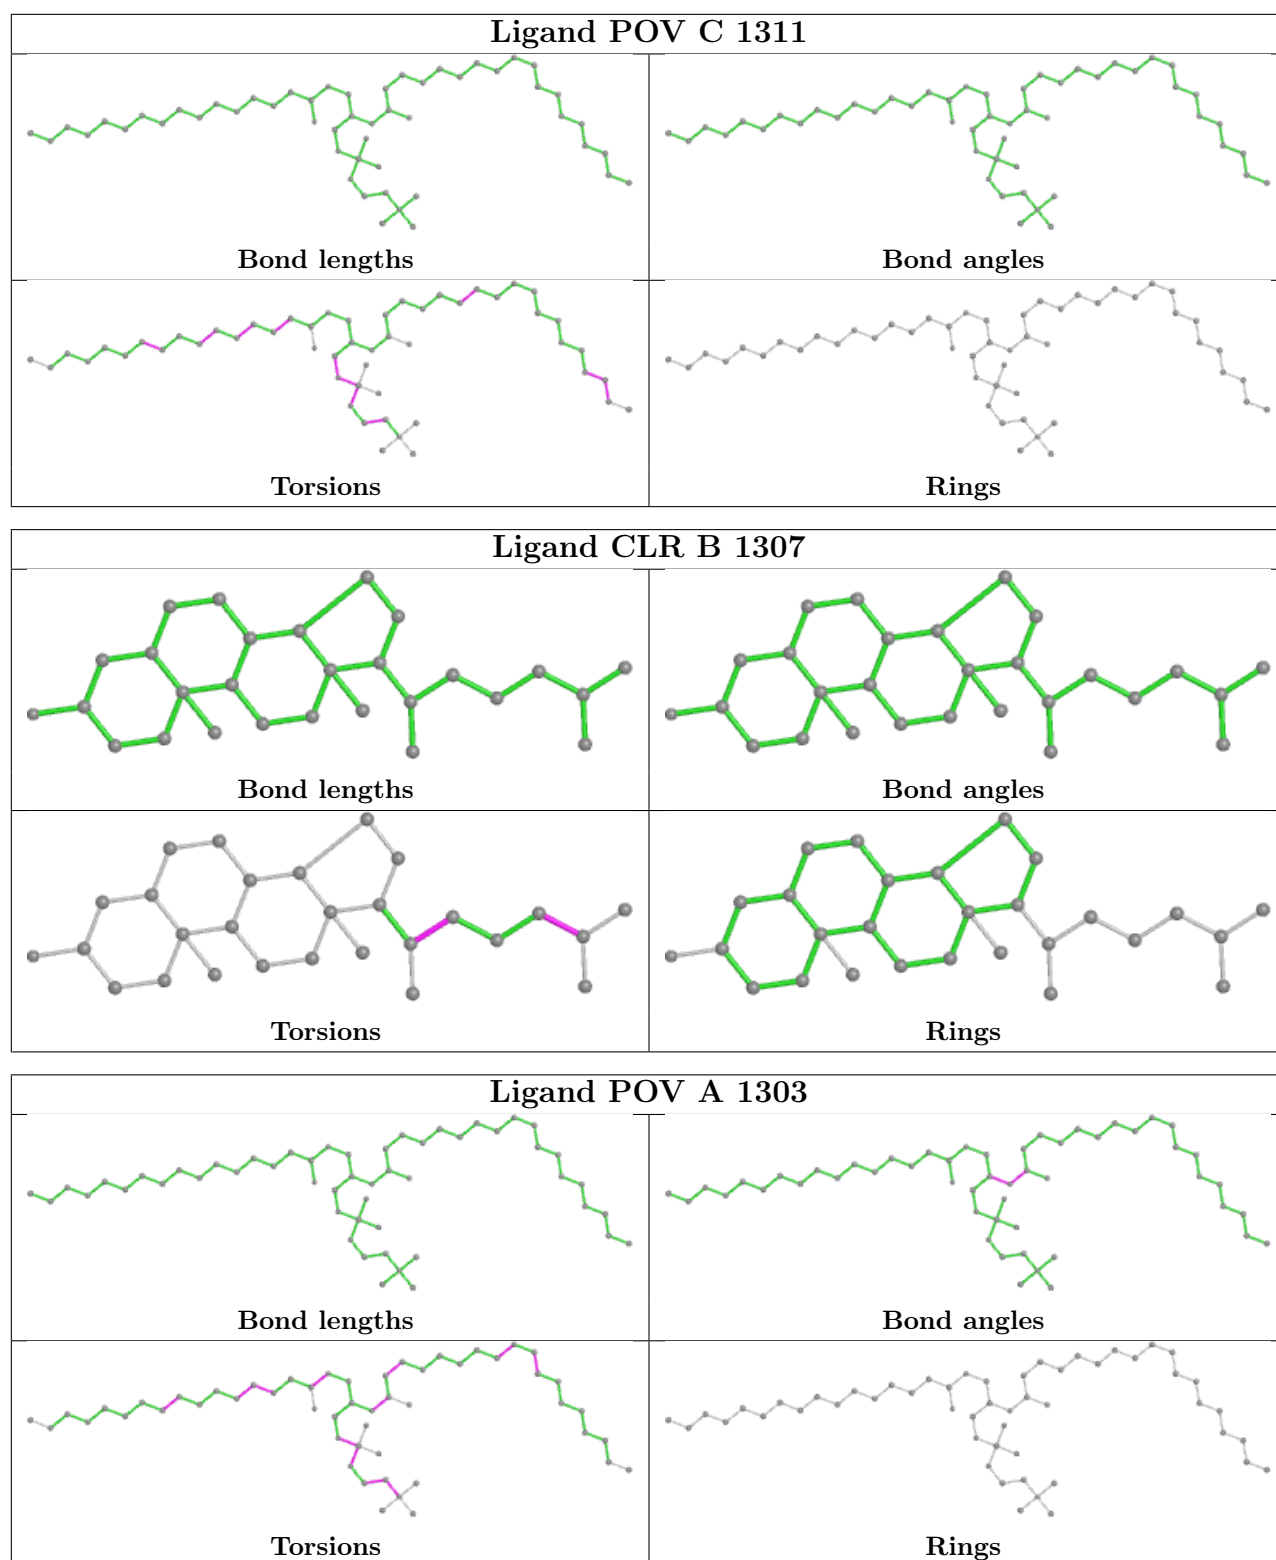 Ligand POV C 1311
Bond lengths
Bond angles
Torsions
Rings
Ligand CLR B 1307
Bond lengths
Bond angles
Torsions
Rings
Ligand POV A 1303
Bond lengths
Bond angles
Torsions
Rings